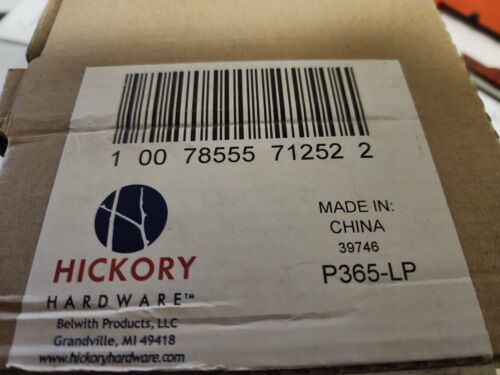 1 00 78555 71252 2
HICKORY
HARDWARE™
Belwith Products, LLC
Grandville, MI 49418
www.hickoryhardware.com
MADE IN:
CHINA
39746
P365-LP